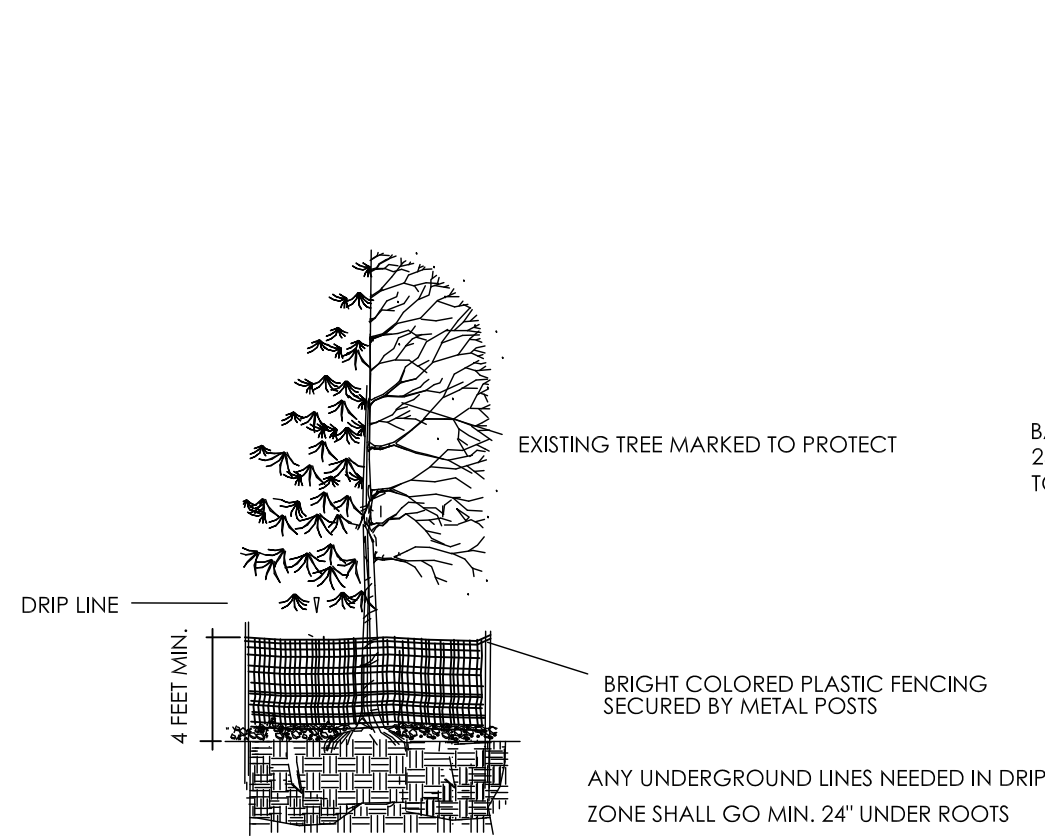 EXISTING TREE MARKED TO PROTECT
DRIP LINE
4 FEET MIN.
BRIGHT COLORED PLASTIC FENCING
SECURED BY METAL POSTS
ANY UNDERGROUND LINES NEEDED IN DRIP
ZONE SHALL GO MIN. 24" UNDER ROOTS